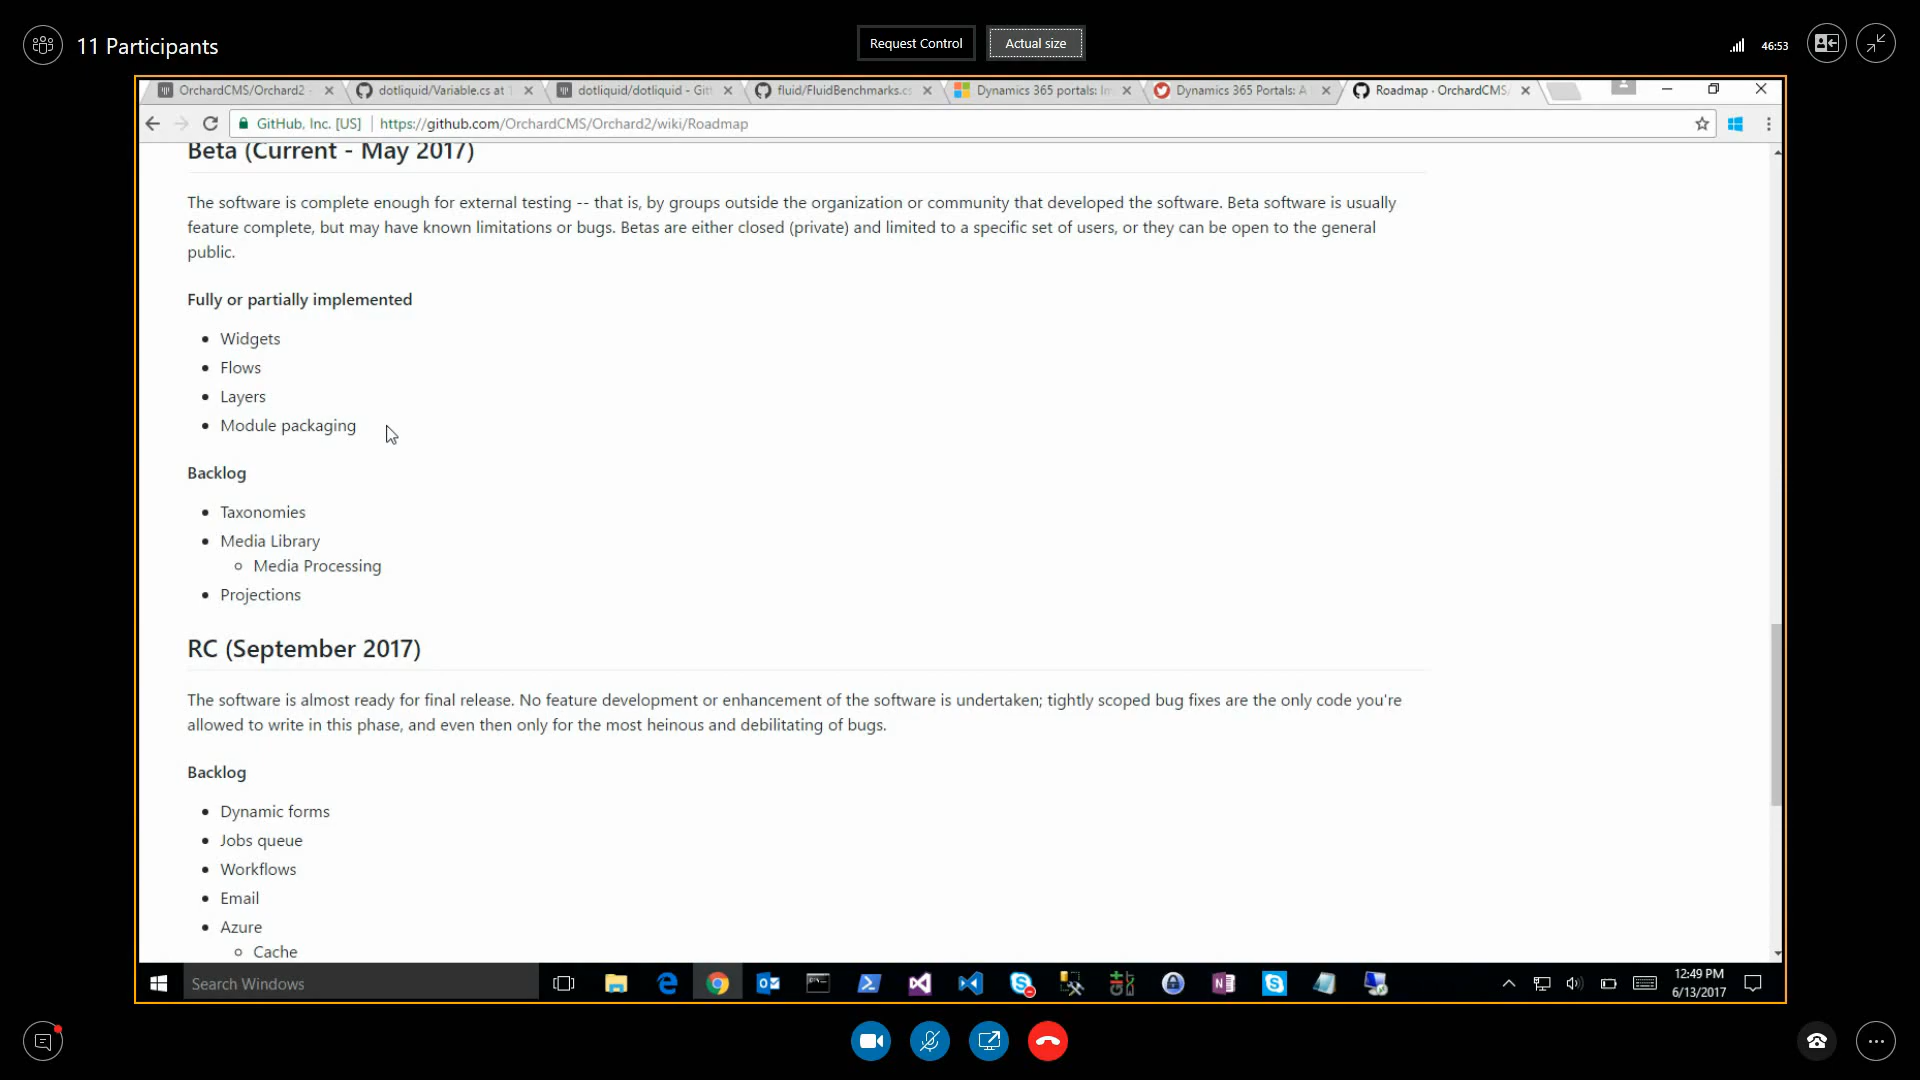 11 Participants
Request Control
Actual size
46:53
OrchardCMS/Orchard2 -
dotliquid/Variable.cs at
dotliquid/dotliquid - Git
fluid/FluidBenchmarks.cs
Dynamics 365 portals: Im
Dynamics 365 Portals: A
Roadmap · OrchardCMS/
GitHub, Inc. [US]
https://github.com/OrchardCMS/Orchard2/wiki/Roadmap
Beta (Current - May 2017)
The software is complete enough for external testing -- that is, by groups outside the organization or community that developed the software. Beta software is usually
feature complete, but may have known limitations or bugs. Betas are either closed (private) and limited to a specific set of users, or they can be open to the general
public.
Fully or partially implemented
Widgets
Flows
Layers
Module packaging
Backlog
Taxonomies
Media Library
Media Processing
Projections
RC (September 2017)
The software is almost ready for final release. No feature development or enhancement of the software is undertaken; tightly scoped bug fixes are the only code you're
allowed to write in this phase, and even then only for the most heinous and debilitating of bugs.
Backlog
Dynamic forms
Jobs queue
Workflows
Email
Azure
Cache
Search Windows
12:49 PM
6/13/2017